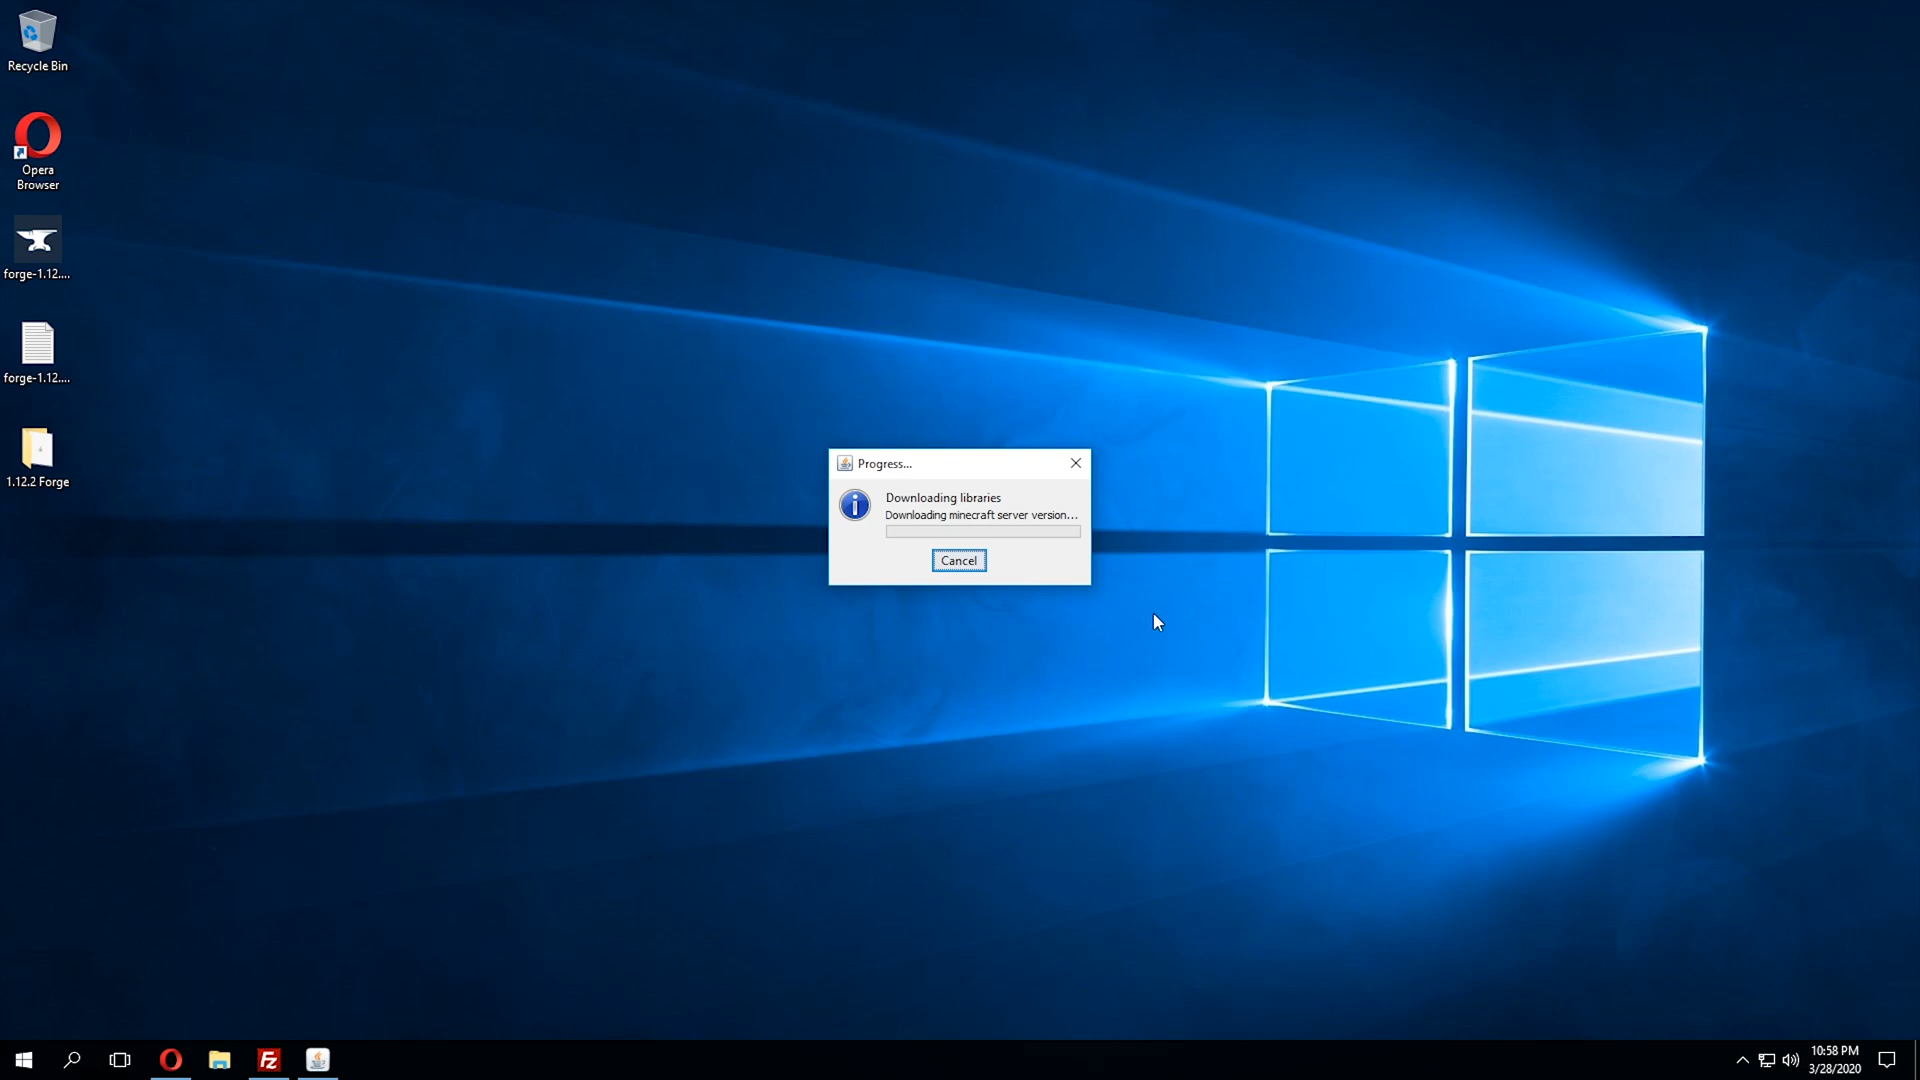 Recycle Bin
Opera
Browser
forge-1.12....
forge-1.12....
1.12.2 Forge
Progress...
Downloading libraries
Downloading minecraft server version...
Cancel
10:58 PM
3/28/2020